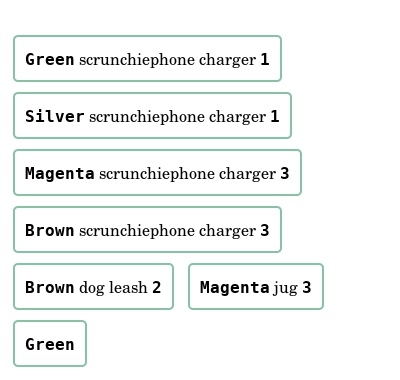 Green scrunchiephone charger 1
Silver scrunchiephone charger 1
Magenta scrunchiephone charger 3
Brown scrunchiephone charger 3
Brown dog leash 2 Magenta jug 3
Green